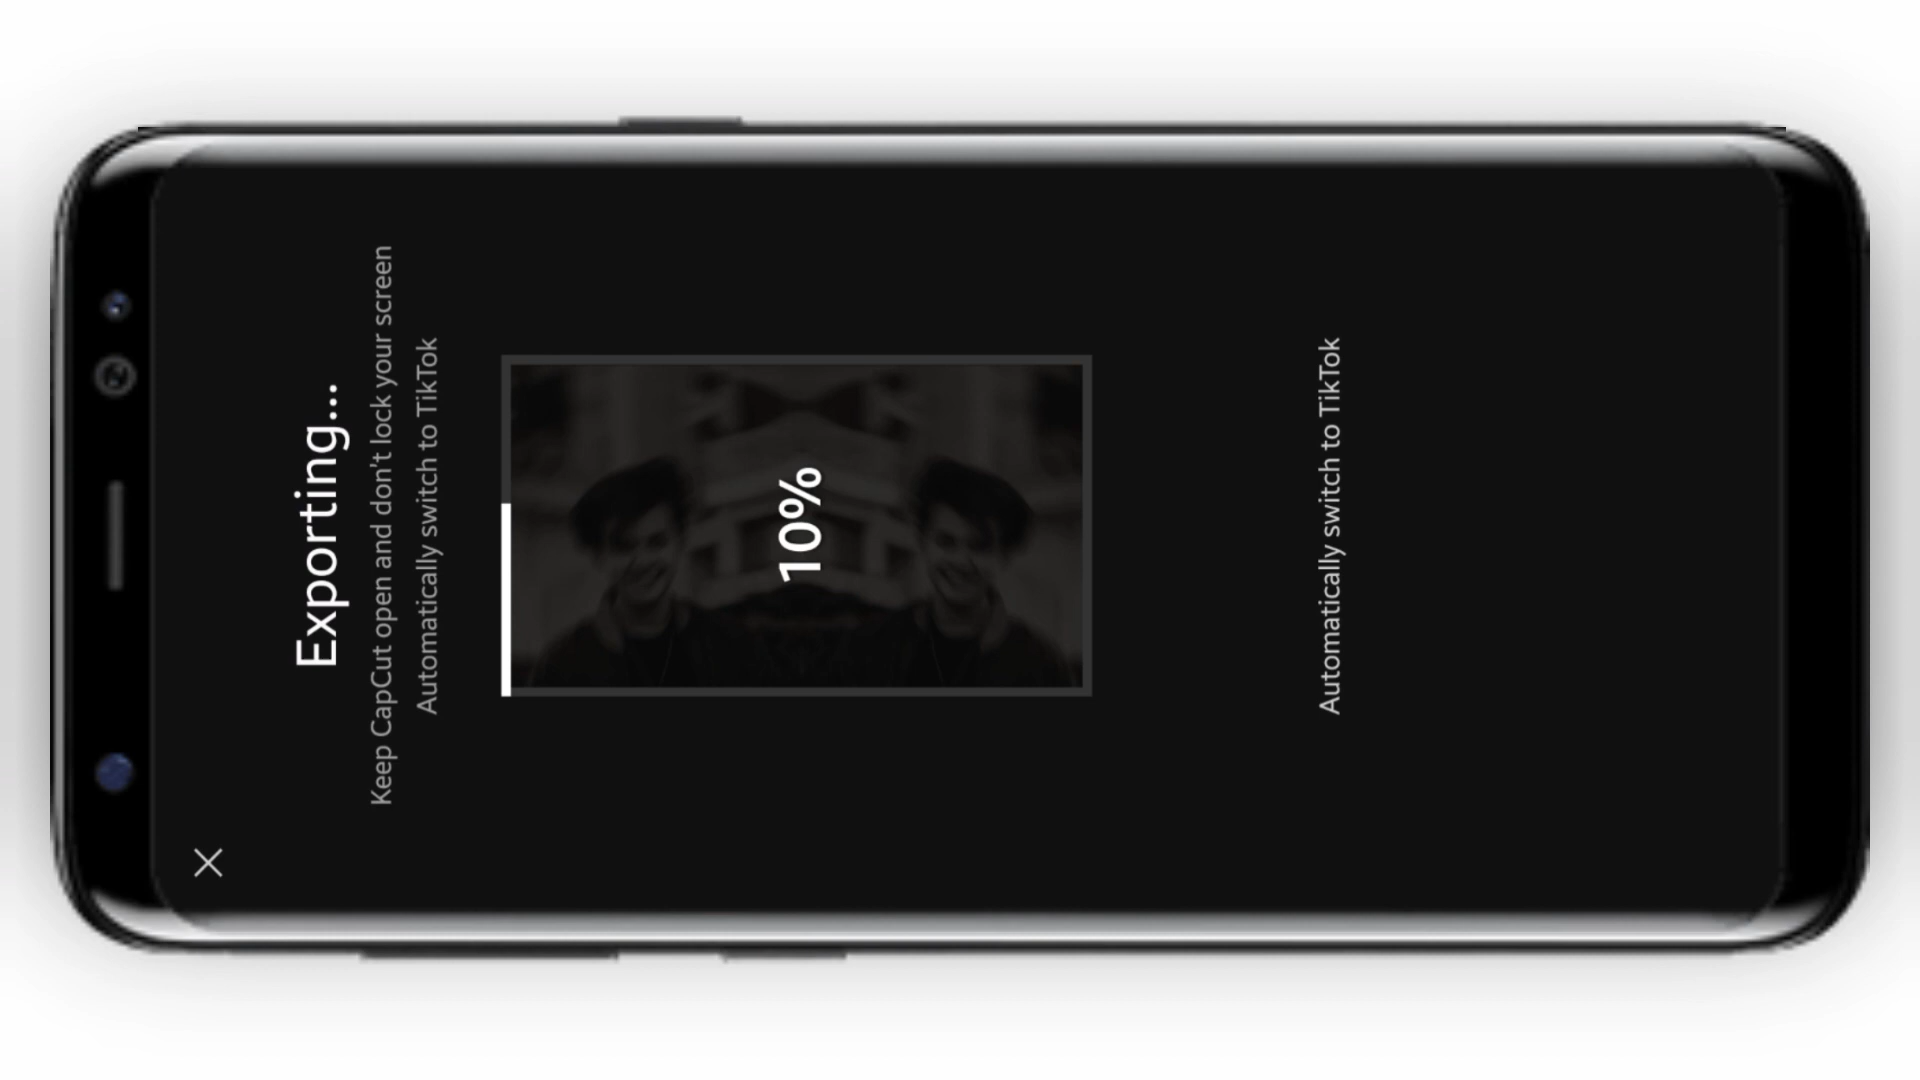 Exporting...
Keep CapCut open and don't lock your screen
Automatically switch to TikTok
10%
Automatically switch to TikTok